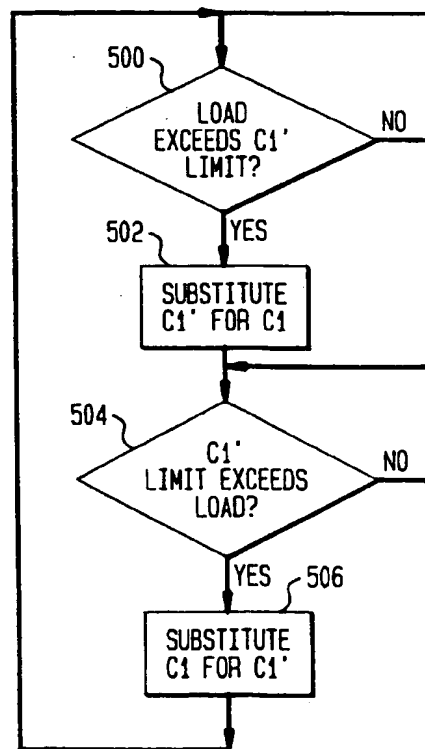 500
LOAD
EXCEEDS C1'
LIMIT?
NO
YES
502
SUBSTITUTE
C1' FOR C1
504
C1'
LIMIT EXCEEDS
LOAD?
NO
YES
506
SUBSTITUTE
C1 FOR C1'